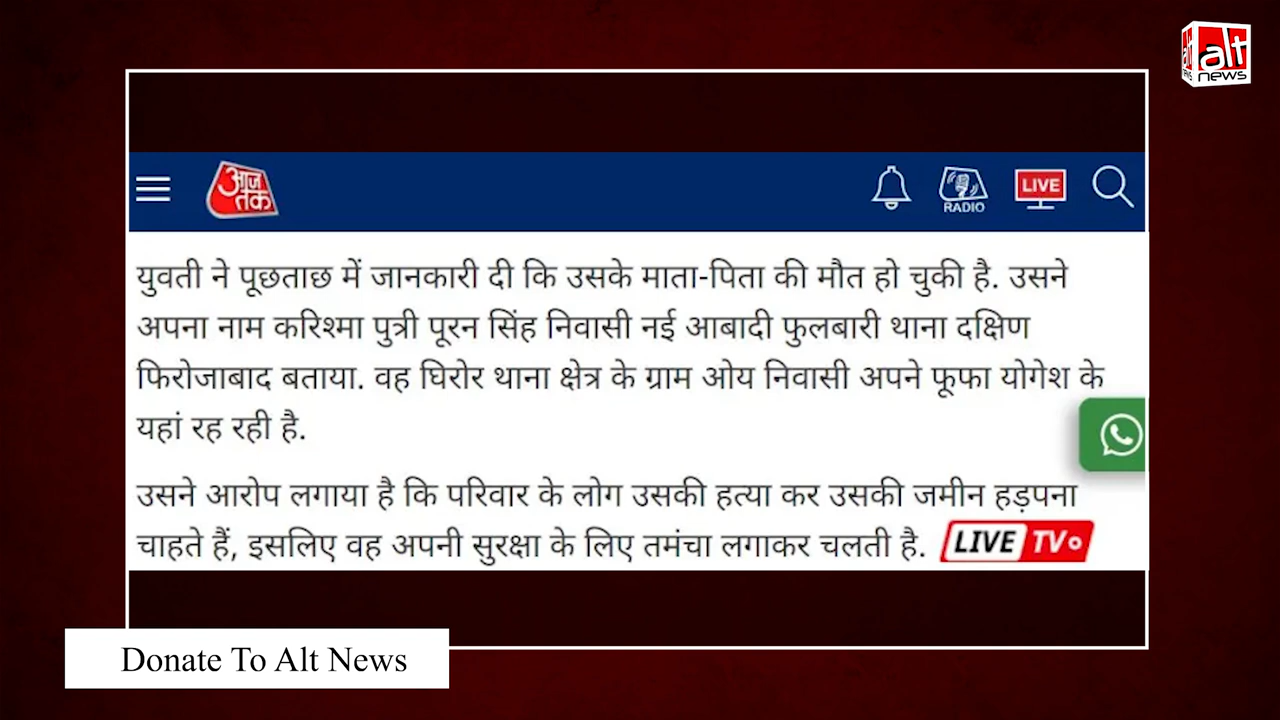 alt
news
आज
तक
RADIO
LIVE
युवती ने पूछताछ में जानकारी दी कि उसके माता-पिता की मौत हो चुकी है. उसने
अपना नाम करिश्मा पुत्री पूरन सिंह निवासी नई आबादी फुलबारी थाना दक्षिण
फिरोजाबाद बताया. वह घिरोर थाना क्षेत्र के ग्राम ओय निवासी अपने फूफा योगेश के
यहां रह रही है.
उसने आरोप लगाया है कि परिवार के लोग उसकी हत्या कर उसकी जमीन हड़पना
चाहते हैं, इसलिए वह अपनी सुरक्षा के लिए तमंचा लगाकर चलती है.
LIVE TV
Donate To Alt News